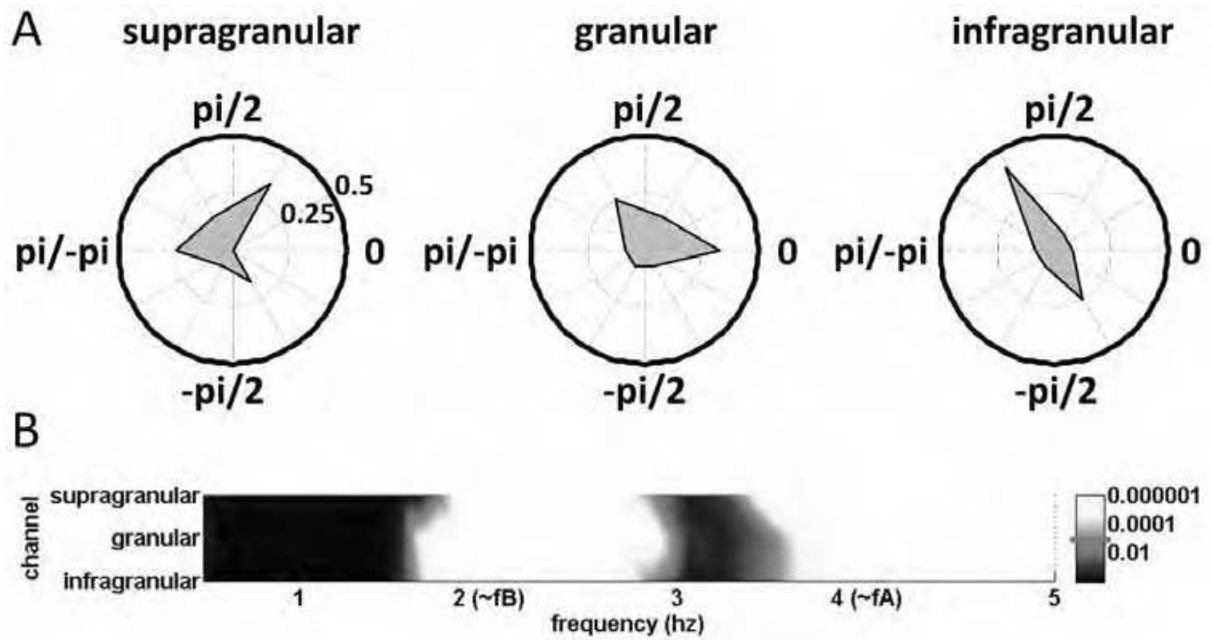 A
supragranular granular infragranular
pi/2 pi/2 pi/2
0.5
0.25
pi/-pi 0 pi/-pi 0 pi/-pi 0
-pi/2 -pi/2 -pi/2
B
channel
supragranular
granular
infragranular
0.000001
0.0001
0.01
1 2 (~fB) 3 4 (~fA) 5
frequency (hz)